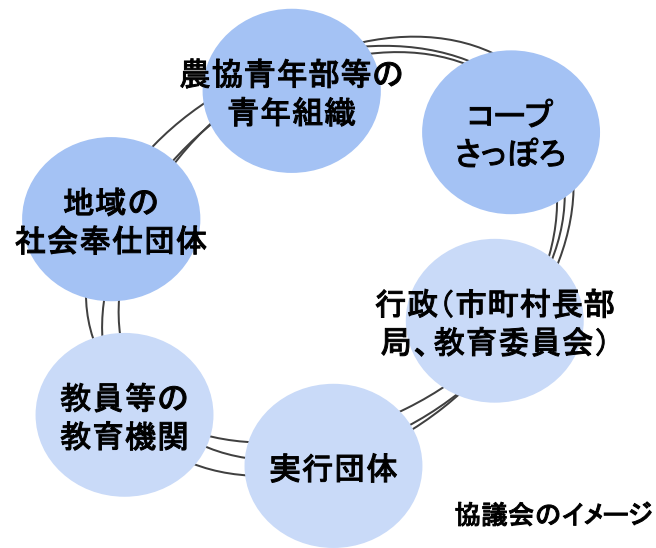 農協青年部等の
青年組織
コープ
さっぽろ
地域の
社会奉仕団体
行政（市町村長部
局、教育委員会）
教員等の
教育機関
実行団体
協議会のイメージ